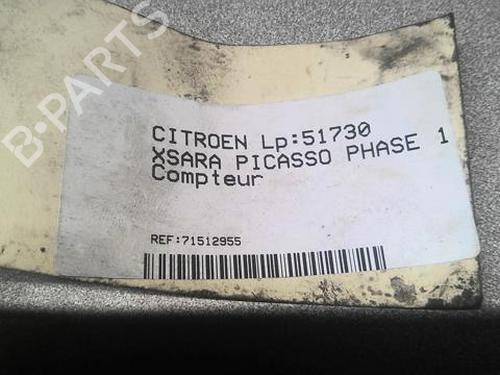 B-PARTS
CITROEN Lp:51730
XSARA PICASSO PHASE 1
Compteur
REF:71512955